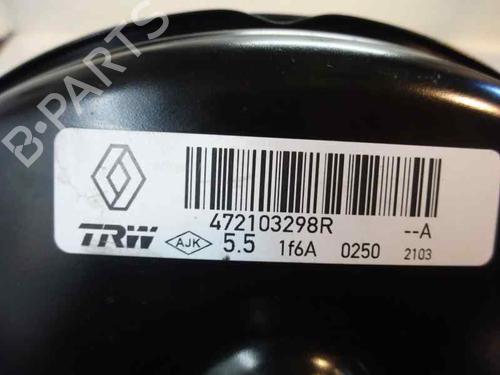 B-PARTS
472103298R --A
TRW AJK 5.5 1f6A 0250 2103